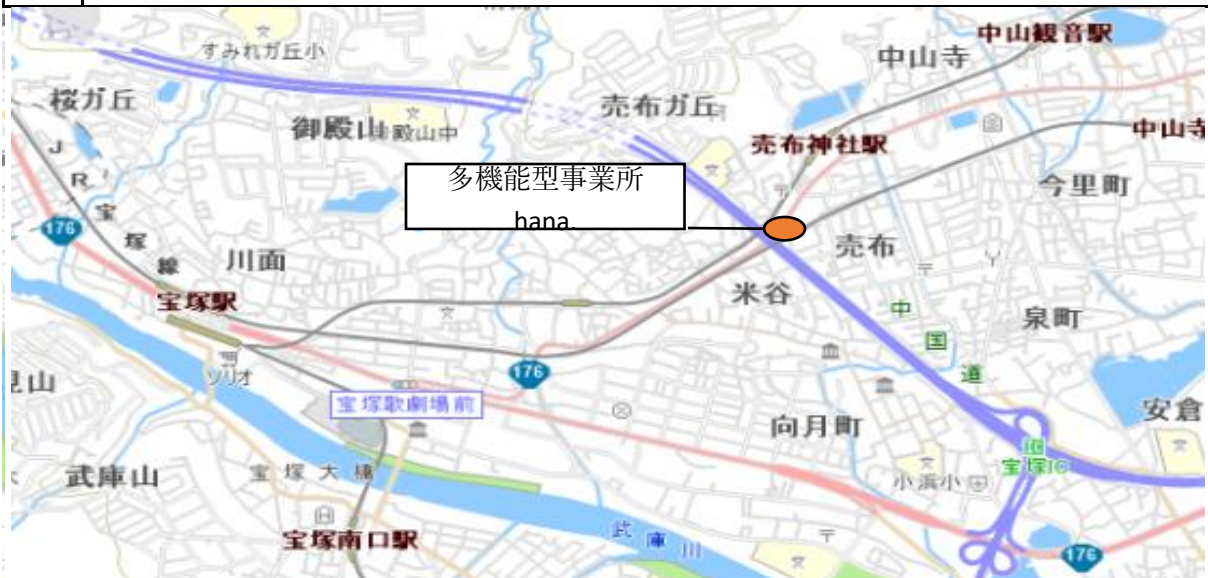 すみれガ丘小
中山観音駅
中山寺
桜ガ丘
御殿山
御殿山中
売布ガ丘
売布神社駅
中山寺
多機能型事業所
hana.
今里町
JR宝塚線
176
川面
売布
米谷
宝塚駅
中国道
泉町
ソリオ
176
見山
宝塚歌劇場前
向月町
安倉
宝塚IC
武庫山
宝塚大橋
小浜小
宝塚南口駅
武庫川
176